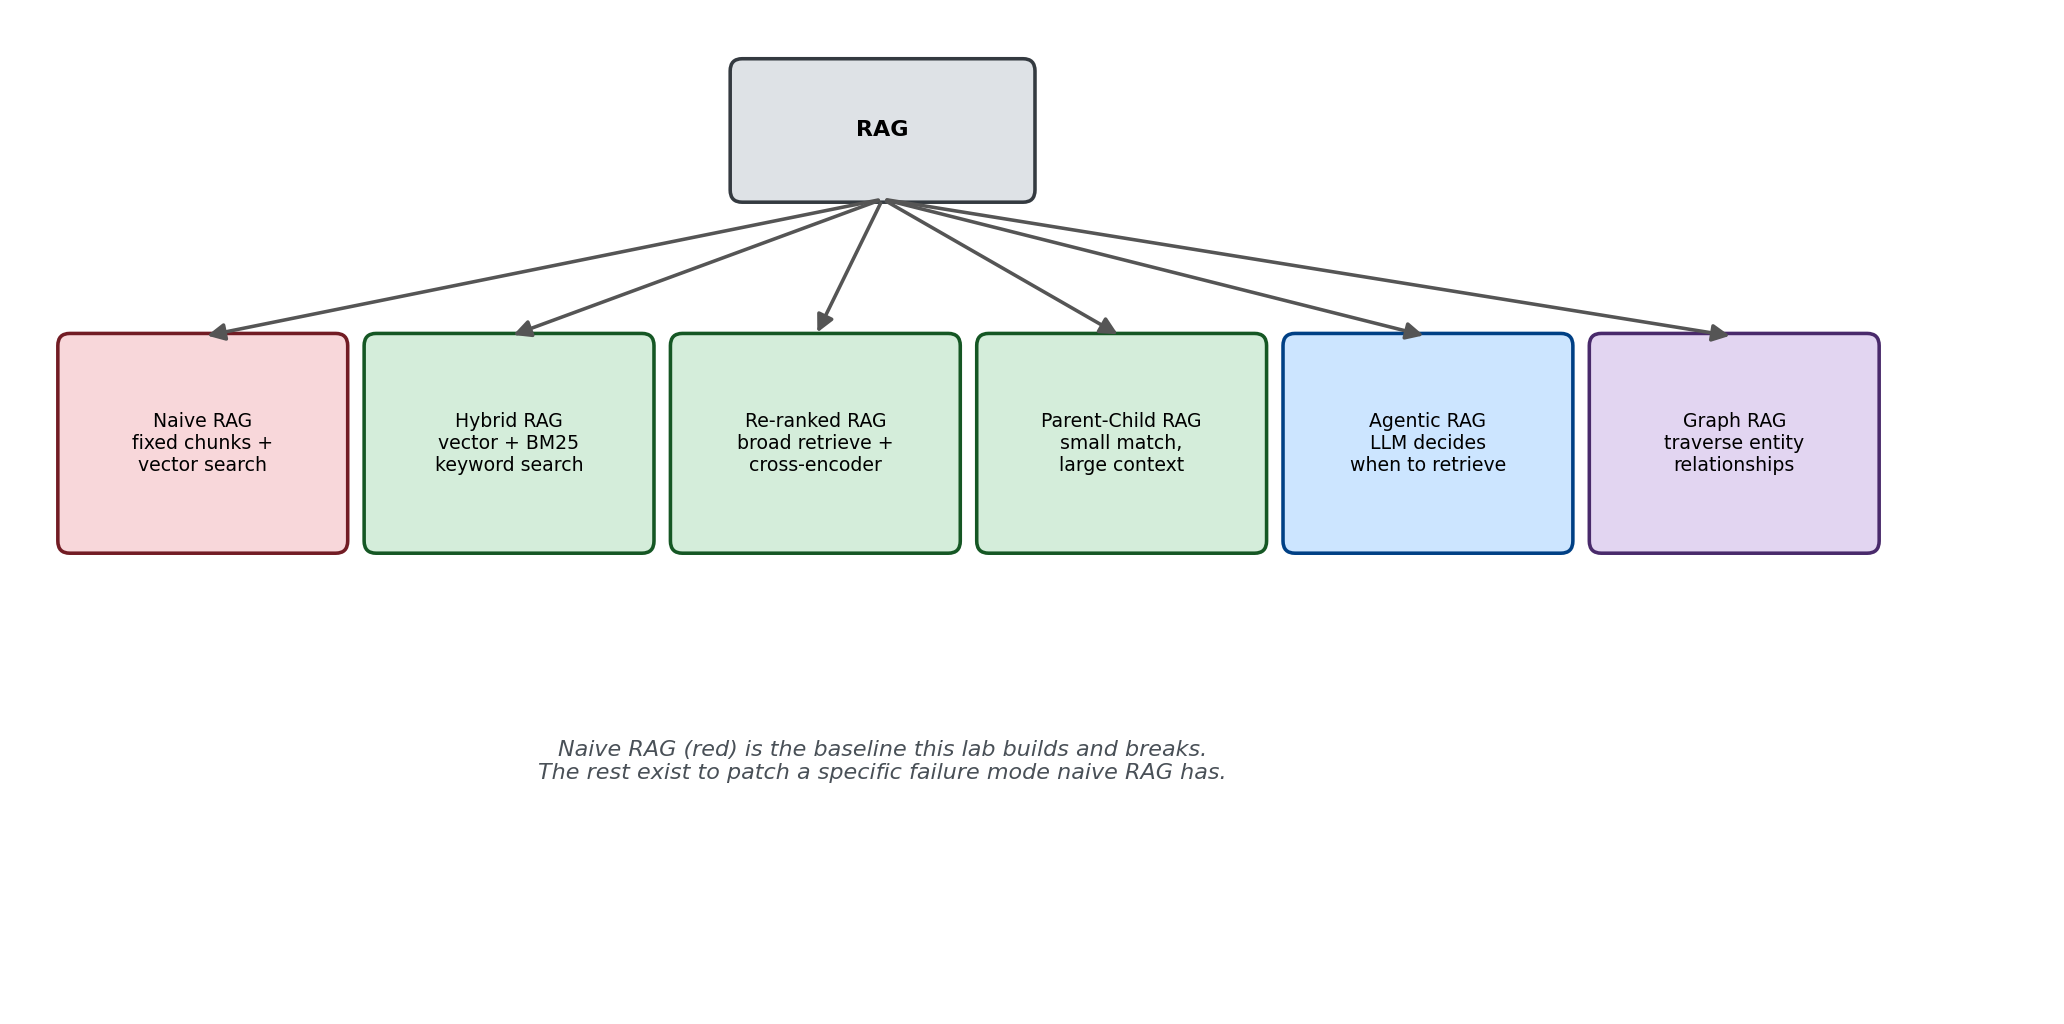 RAG
Naive RAG
fixed chunks +
vector search
Hybrid RAG
vector + BM25
keyword search
Re-ranked RAG
broad retrieve +
cross-encoder
Parent-Child RAG
small match,
large context
Agentic RAG
LLM decides
when to retrieve
Graph RAG
traverse entity
relationships
Naive RAG (red) is the baseline this lab builds and breaks.
The rest exist to patch a specific failure mode naive RAG has.